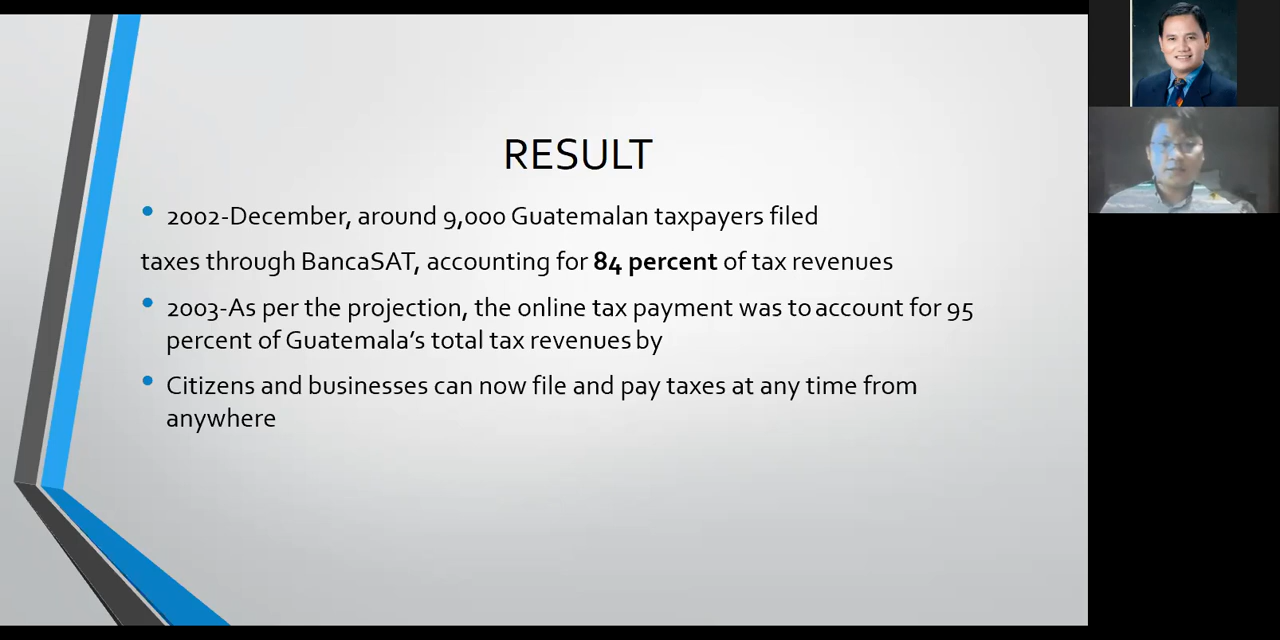 RESULT
• 2002-December, around 9,000 Guatemalan taxpayers filed
taxes through BancaSAT, accounting for 84 percent of tax revenues
• 2003-As per the projection, the online tax payment was to account for 95
percent of Guatemala's total tax revenues by
• Citizens and businesses can now file and pay taxes at any time from
anywhere